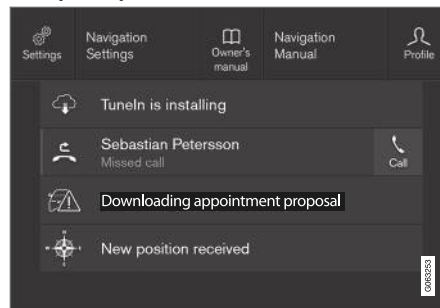 Settings
Navigation
Settings
Owner's
manual
Navigation
Manual
Profile
TuneIn is installing
Sebastian Petersson
Missed call
Call
Downloading appointment proposal
New position received
G063253